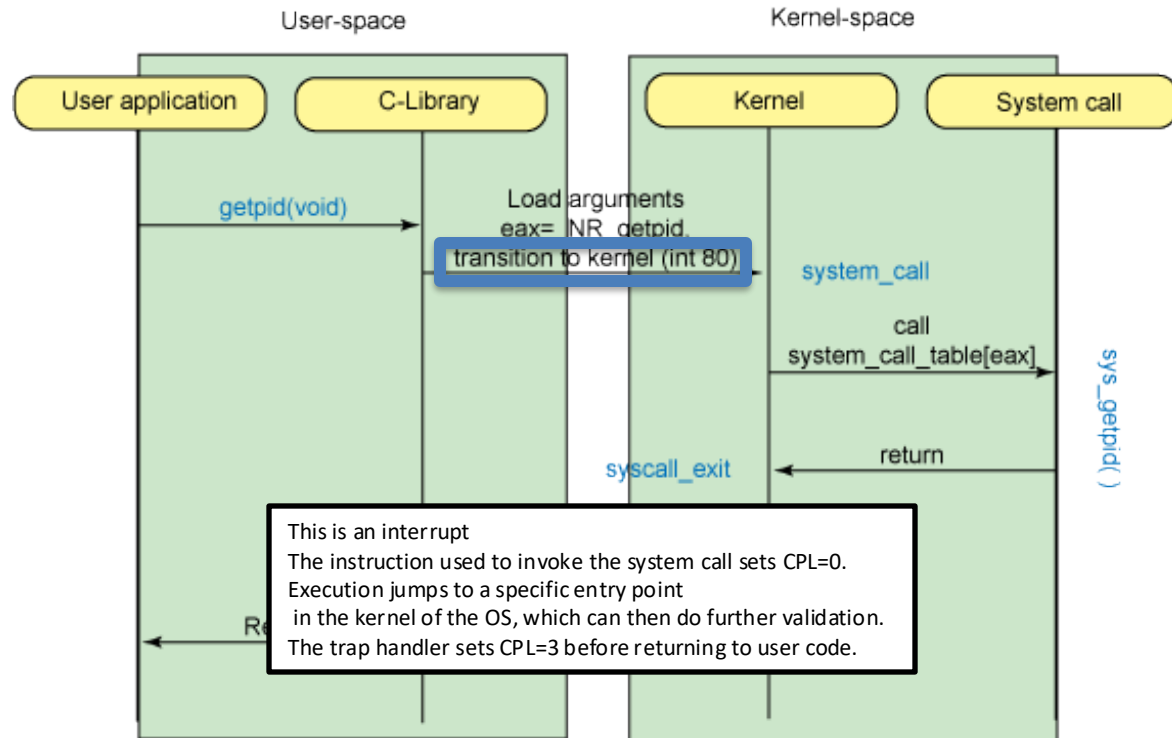 User-space
Kernel-space
User application
C-Library
Kernel
System call
getpid(void)
Load arguments
eax=_NR_getpid,
transition to kernel (int 80)
system_call
call
system_call_table[eax]
sys_getpid()
return
syscall_exit
This is an interrupt
The instruction used to invoke the system call sets CPL=0.
Execution jumps to a specific entry point
in the kernel of the OS, which can then do further validation.
The trap handler sets CPL=3 before returning to user code.